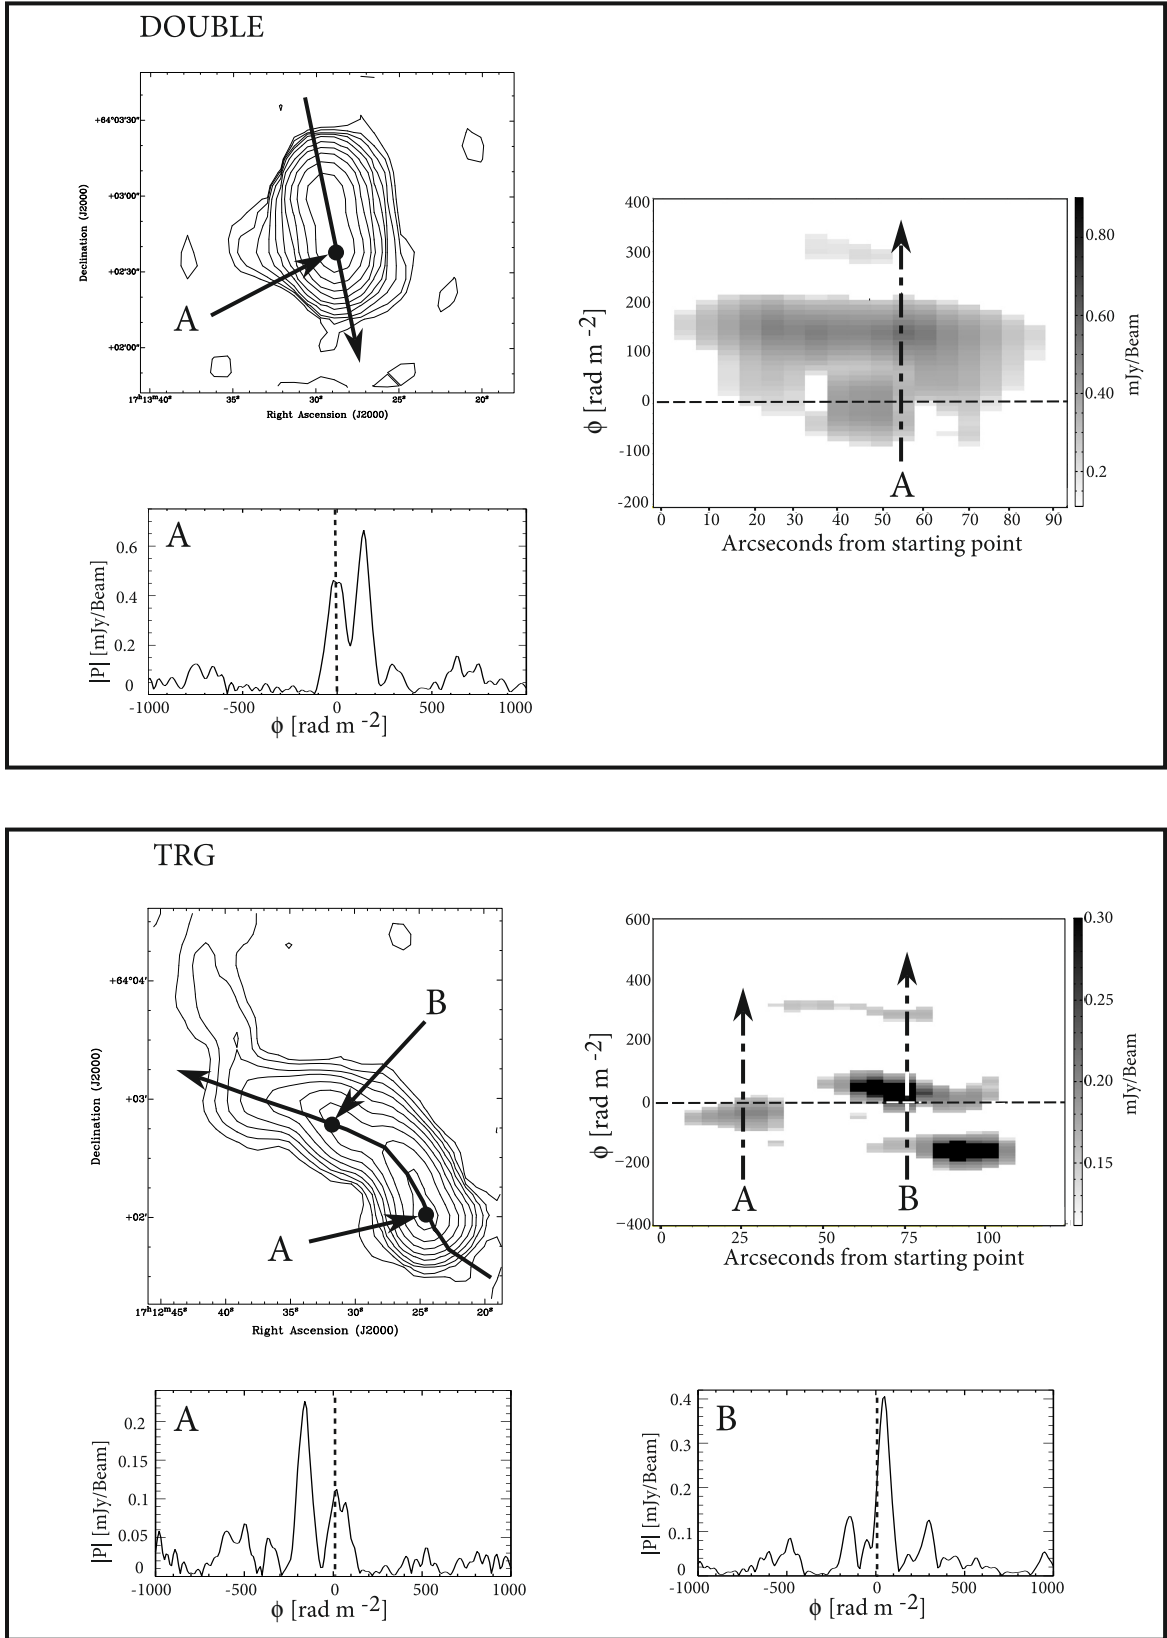 DOUBLE
+64°03'30"
+03'00"
+02'30"
+02'00"
Declination (J2000)
A
17ʰ13ᵐ40ˢ 35ˢ 30ˢ 25ˢ 20ˢ
Right Ascension (J2000)
400
300
200
100
0
-100
-200
ϕ [rad m -2]
A
0 10 20 30 40 50 60 70 80 90
Arcseconds from starting point
0.80
0.60
0.40
0.2
mJy/Beam
A
0.6
0.4
0.2
0
|P| [mJy/Beam]
-1000 -500 0 500 1000
ϕ [rad m -2]
TRG
+64°04'
+03'
+02'
Declination (J2000)
B
A
17ʰ12ᵐ45ˢ 40ˢ 35ˢ 30ˢ 25ˢ 20ˢ
Right Ascension (J2000)
600
400
200
0
−200
−400
ϕ [rad m -2]
A B
0 25 50 75 100
Arcseconds from starting point
0.30
0.25
0.20
0.15
mJy/Beam
A
0.2
0.15
0.1
0.05
0
|P| [mJy/Beam]
-1000 -500 0 500 1000
ϕ [rad m -2]
B
0.4
0.3
0.2
0..1
0
|P| [mJy/Beam]
-1000 -500 0 500 1000
ϕ [rad m -2]